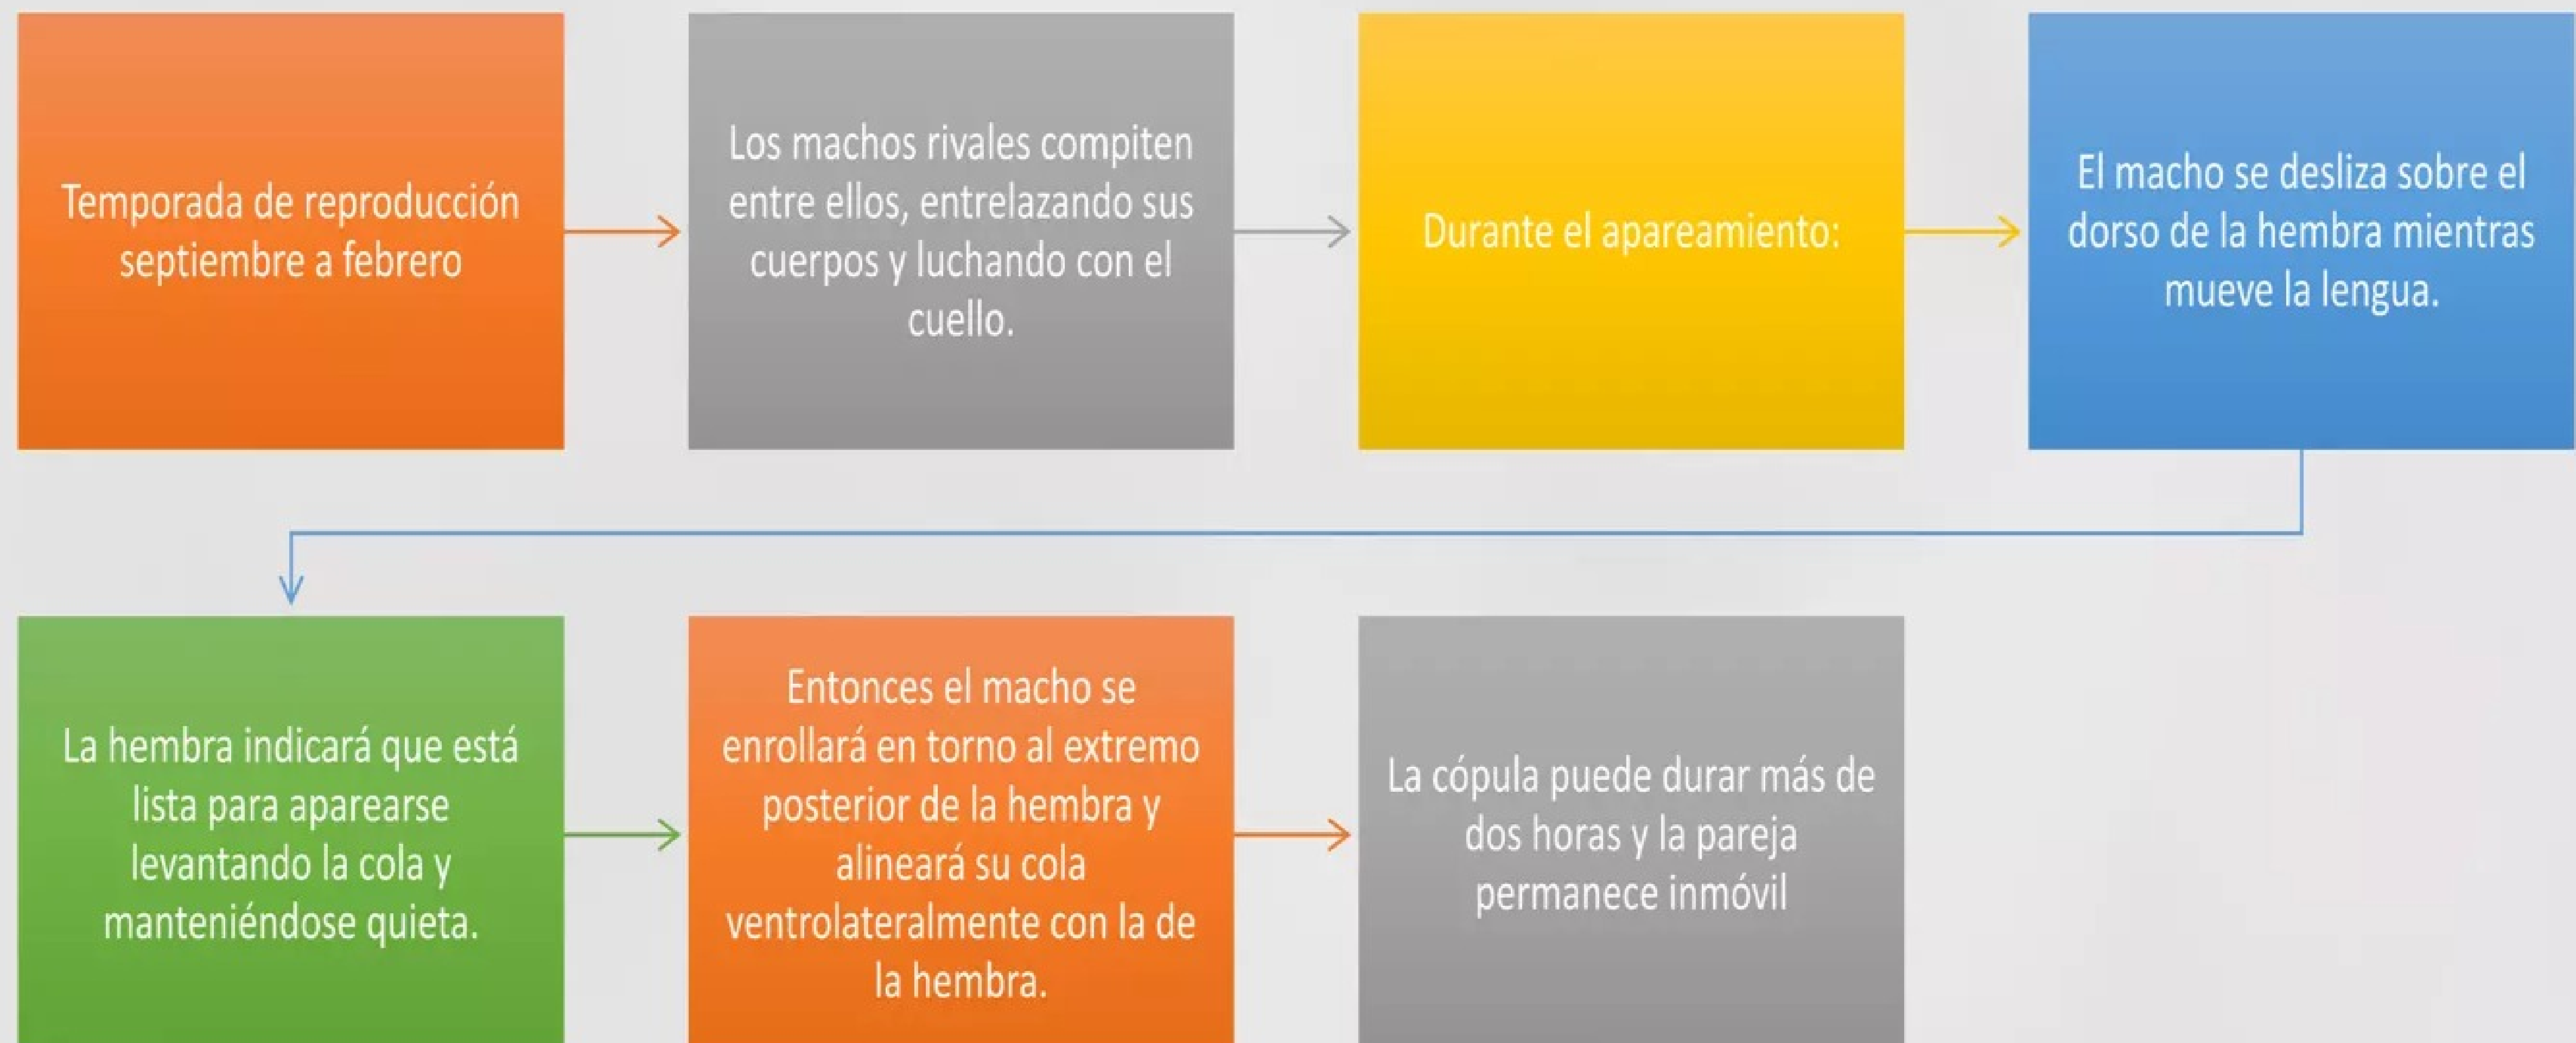 Temporada de reproducción
septiembre a febrero
Los machos rivales compiten
entre ellos, entrelazando sus
cuerpos y luchando con el
cuello.
Durante el apareamiento:
El macho se desliza sobre el
dorso de la hembra mientras
mueve la lengua.
La hembra indicará que está
lista para aparearse
levantando la cola y
manteniéndose quieta.
Entonces el macho se
enrollará en torno al extremo
posterior de la hembra y
alineará su cola
ventrolateralmente con la de
la hembra.
La cópula puede durar más de
dos horas y la pareja
permanece inmóvil